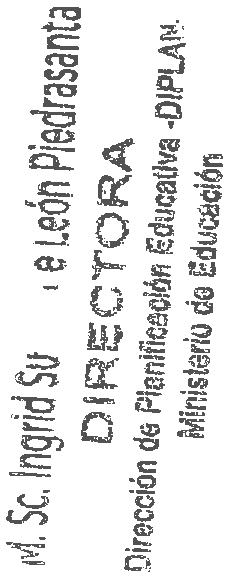 M. Sc. Ingrid Su e León Piedrasanta
DIRECTORA
Dirección de Planificación Educativa -DIPLAN-
Ministerio de Educación